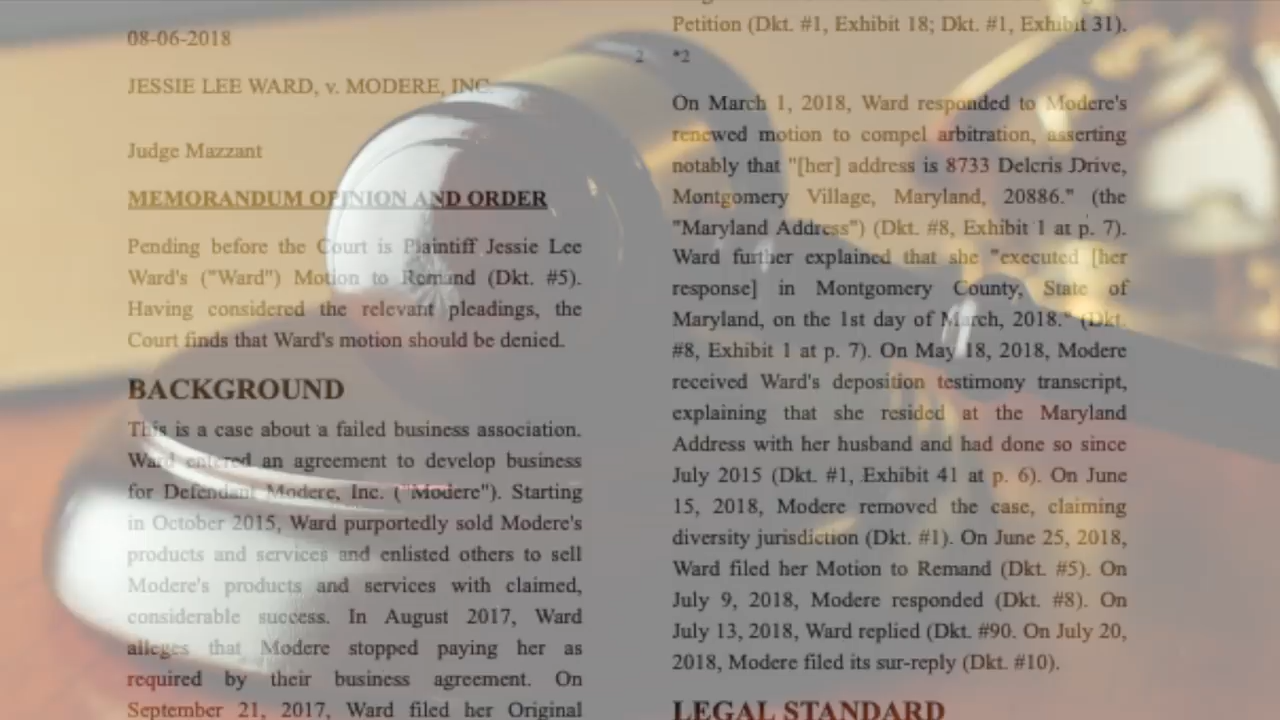 08-06-2018
JESSIE LEE WARD, v. MODERE, INC.
Judge Mazzant
MEMORANDUM OPINION AND ORDER
Pending before the Court is Plaintiff Jessie Lee
Ward's ("Ward") Motion to Remand (Dkt. #5).
Having considered the relevant pleadings, the
Court finds that Ward's motion should be denied.
BACKGROUND
This is a case about a failed business association.
Ward entered an agreement to develop business
for Defendant Modere, Inc. ("Modere"). Starting
in October 2015, Ward purportedly sold Modere's
products and services and enlisted others to sell
Modere's products and services with claimed,
considerable success. In August 2017, Ward
alleges that Modere stopped paying her as
required by their business agreement. On
September 21, 2017, Ward filed her Original
Petition (Dkt. #1, Exhibit 18; Dkt. #1, Exhibit 31).
2 *2
On March 1, 2018, Ward responded to Modere's
renewed motion to compel arbitration, asserting
notably that "[her] address is 8733 Delcris Drive,
Montgomery Village, Maryland, 20886." (the
"Maryland Address") (Dkt. #8, Exhibit 1 at p. 7).
Ward further explained that she "executed [her
response] in Montgomery County, State of
Maryland, on the 1st day of March, 2018." (Dkt.
#8, Exhibit 1 at p. 7). On May 18, 2018, Modere
received Ward's deposition testimony transcript,
explaining that she resided at the Maryland
Address with her husband and had done so since
July 2015 (Dkt. #1, Exhibit 41 at p. 6). On June
15, 2018, Modere removed the case, claiming
diversity jurisdiction (Dkt. #1). On June 25, 2018,
Ward filed her Motion to Remand (Dkt. #5). On
July 9, 2018, Modere responded (Dkt. #8). On
July 13, 2018, Ward replied (Dkt. #90. On July 20,
2018, Modere filed its sur-reply (Dkt. #10).
LEGAL STANDARD